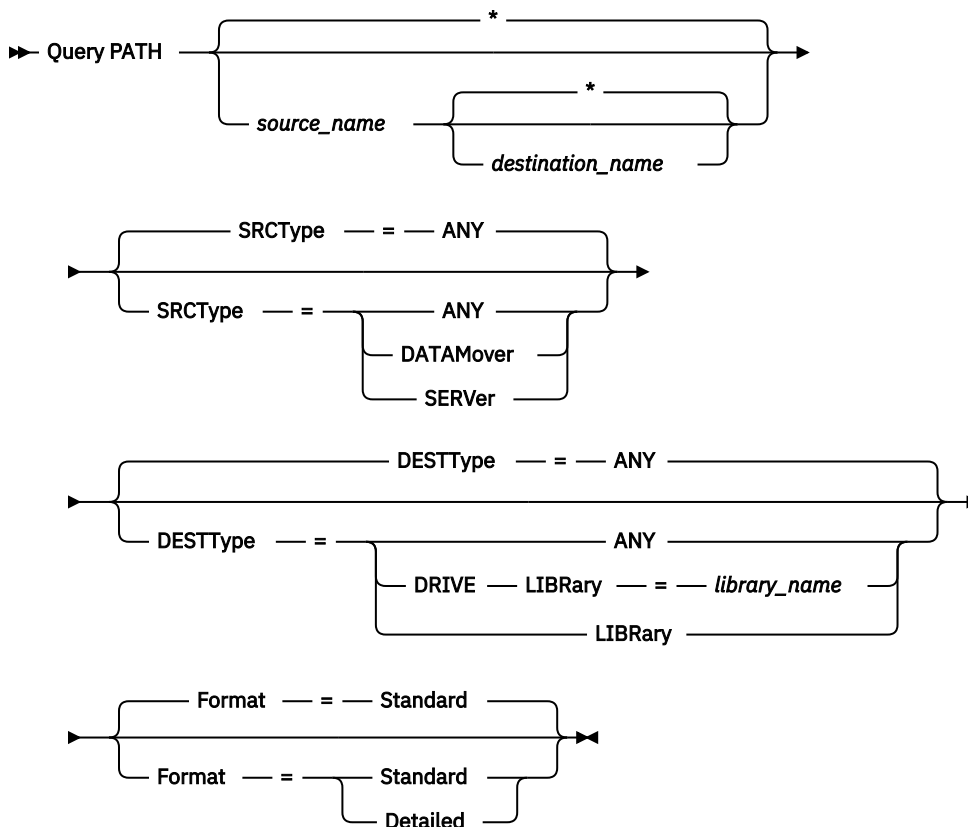 *
Query PATH
*
source_name
destination_name
SRCType = ANY
SRCType = ANY
DATAMover
SERVer
DESTType = ANY
DESTType = ANY
DRIVE LIBRary = library_name
LIBRary
Format = Standard
Format = Standard
Detailed